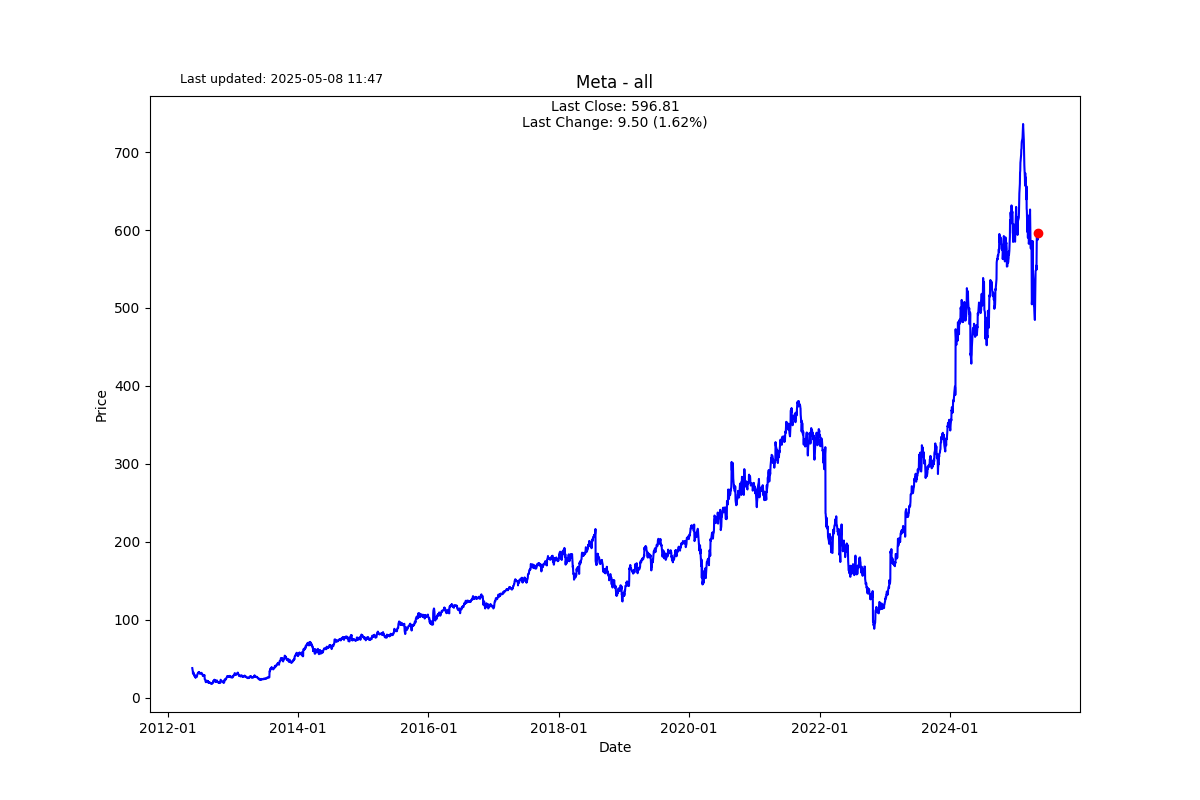 Last updated: 2025-05-08 11:47
Meta - all
Last Close: 596.81
Last Change: 9.50 (1.62%)
Price
700
600
500
400
300
200
100
0
2012-01
2014-01
2016-01
2018-01
2020-01
2022-01
2024-01
Date